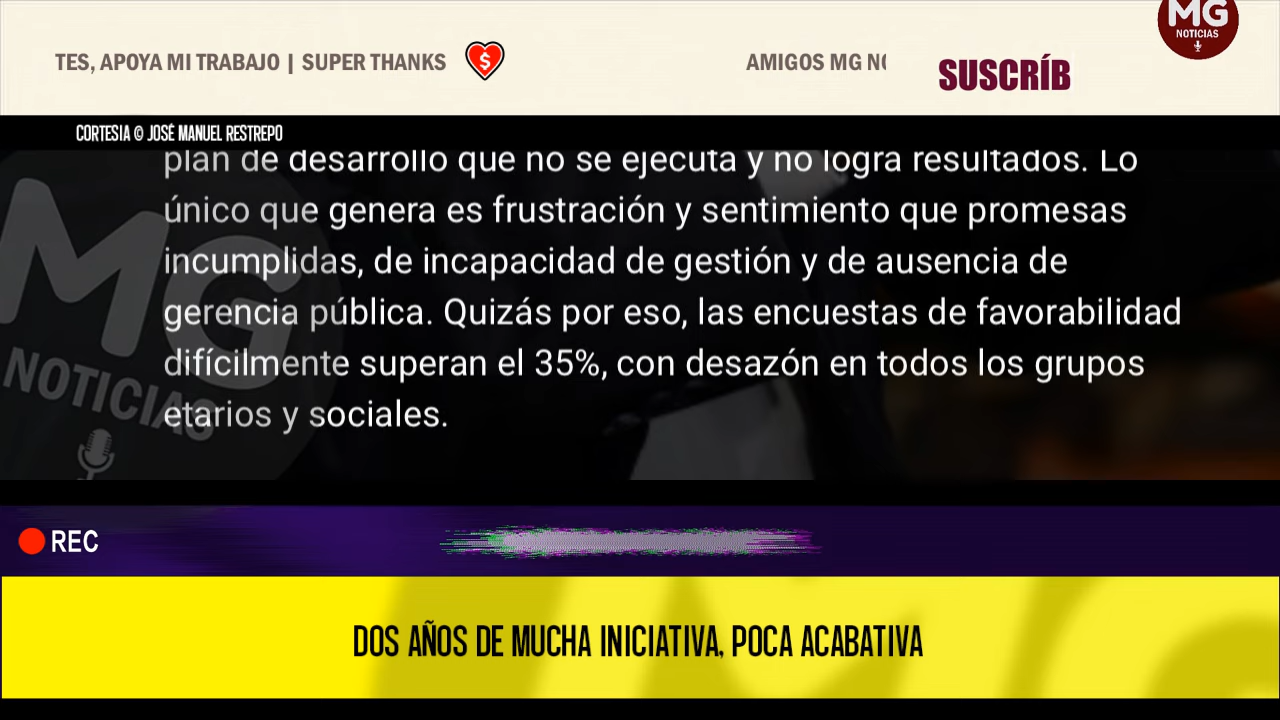 MG
NOTICIAS
TES, APOYA MI TRABAJO | SUPER THANKS
AMIGOS MG
SUSCRÍB
CORTESIA © JOSÉ MANUEL RESTREPO
plan de desarrollo que no se ejecuta y no logra resultados. Lo
único que genera es frustración y sentimiento que promesas
incumplidas, de incapacidad de gestión y de ausencia de
gerencia pública. Quizás por eso, las encuestas de favorabilidad
difícilmente superan el 35%, con desazón en todos los grupos
etarios y sociales.
MG
NOTICIAS
REC
DOS AÑOS DE MUCHA INICIATIVA, POCA ACABATIVA